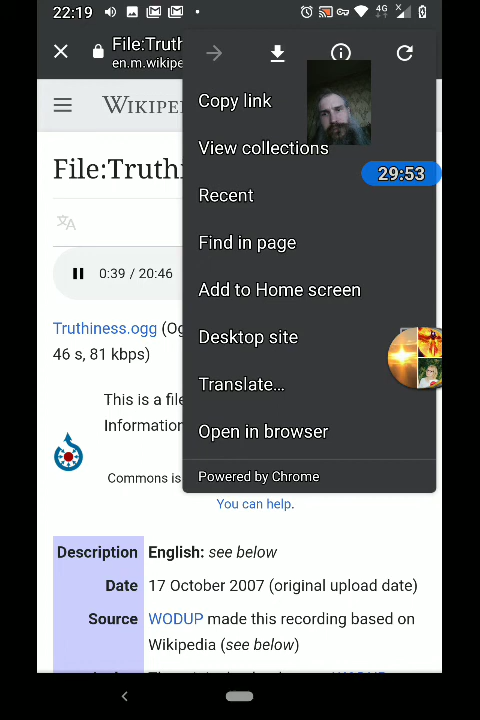 22:19
4G
File:Truth
en.m.wikipe
Copy link
WIKIPE
View collections
29:53
File:Truthi
Recent
Find in page
0:39 / 20:46
Add to Home screen
Truthiness.ogg (Og
Desktop site
46 s, 81 kbps)
Translate...
This is a file
Information
Open in browser
Commons is
Powered by Chrome
You can help.
Description English: see below
Date 17 October 2007 (original upload date)
Source WODUP made this recording based on
Wikipedia (see below)